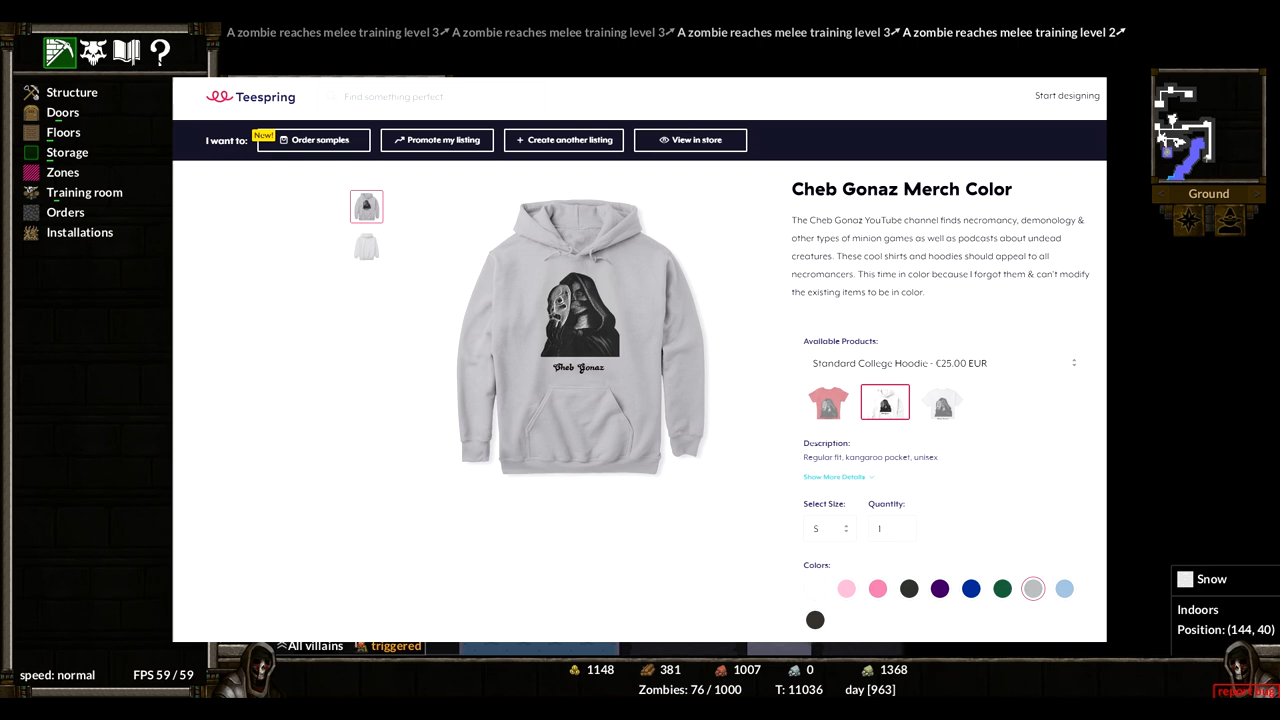 A zombie reaches melee training level 3 A zombie reaches melee training level 3 A zombie reaches melee training level 3 A zombie reaches melee training level 2
Structure
Doors
Floors
Storage
Zones
Training room
Orders
Installations
Teespring
Find something perfect
Start designing
I want to:
New!
Order samples
Promote my listing
+ Create another listing
View in store
Cheb Gonaz Merch Color
The Cheb Gonaz YouTube channel finds necromancy, demonology &
other types of minion games as well as podcasts about undead
creatures. These cool shirts and hoodies should appeal to all
necromancers. This time in color because I forgot them & can't modify
the existing items to be in color.
Cheb Gonaz
Available Products:
Standard College Hoodie - €25.00 EUR
Description:
Regular fit, kangaroo pocket, unisex
Show More Details
Select Size:
Quantity:
S
1
Colors:
Ground
Snow
Indoors
Position: (144, 40)
All villains
triggered
speed: normal
FPS 59 / 59
1148
381
1007
0
1368
Zombies: 76 / 1000
T: 11036
day [963]
report bug